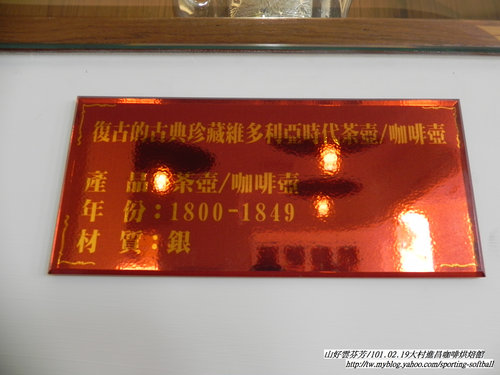 復古的古典珍藏維多利亞時代茶壺/咖啡壺
產 品：茶壺/咖啡壺
年 份：1800-1849
材 質：銀
山好雲芬芳/101.02.19大村進昌咖啡烘焙館
http://tw.myblog.yahoo.com/sporting-softball